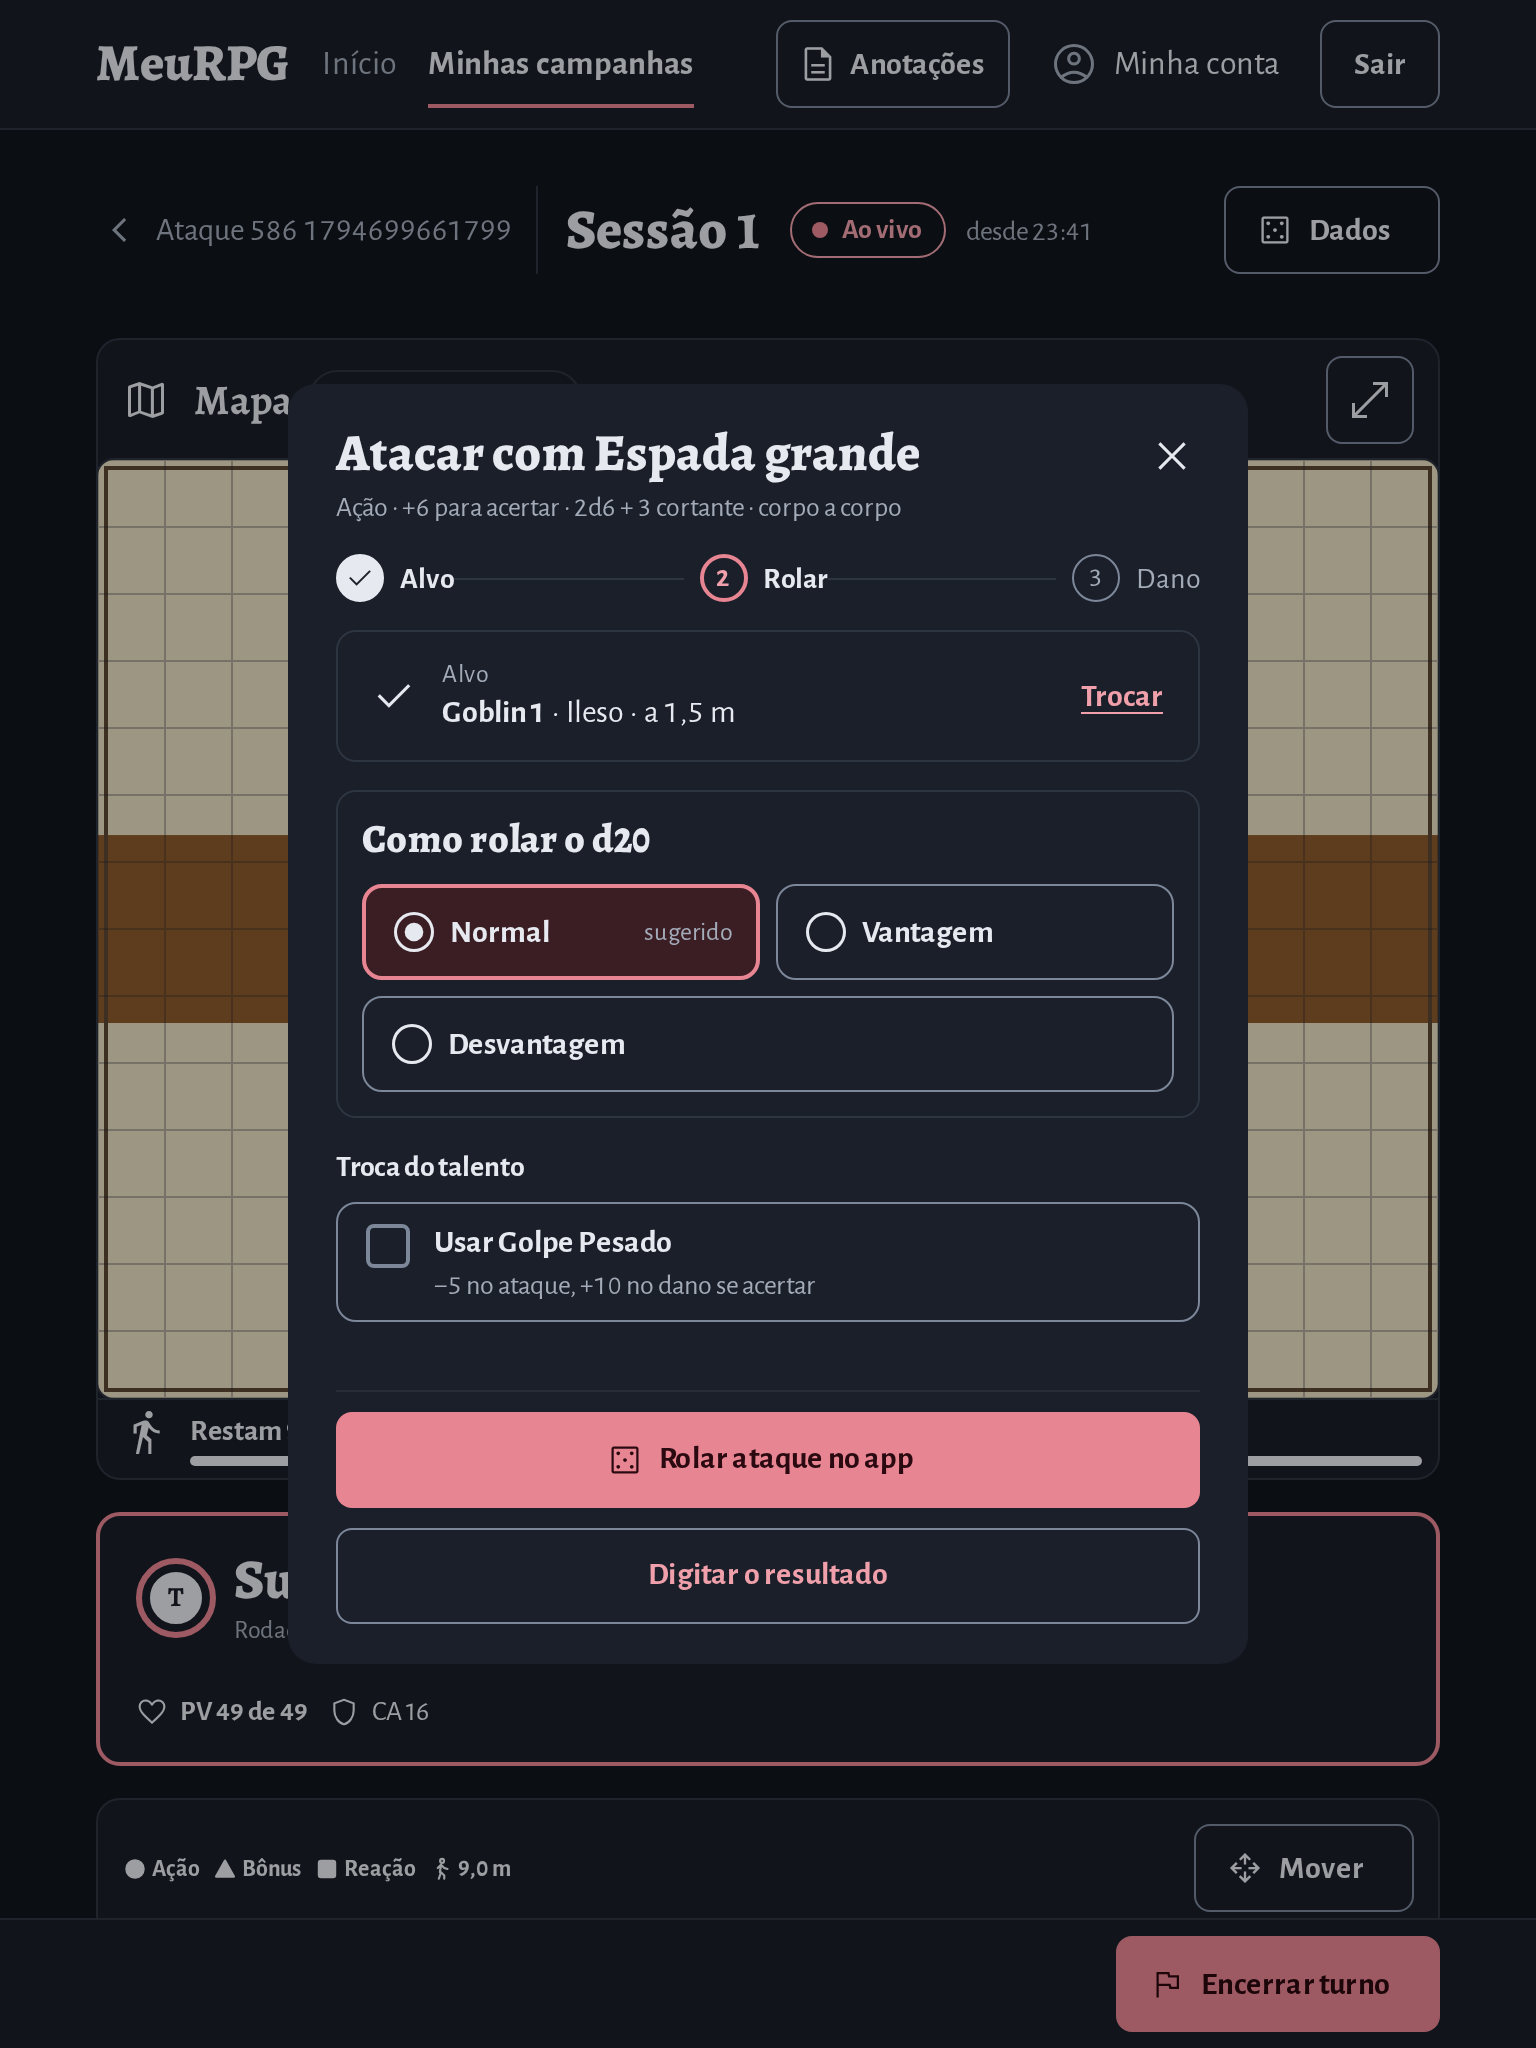 MeuRPG Início Minhas campanhas Anotações Minha conta Sair
Ataque 586 1794699661799 Sessão 1 Ao vivo desde 23:41 Dados
Mapa
Atacar com Espada grande
Ação · +6 para acertar · 2d6 + 3 cortante · corpo a corpo
Alvo 2 Rolar 3 Dano
Alvo
Goblin 1 · Ileso · a 1,5 m
Trocar
Como rolar o d20
Normal sugerido Vantagem
Desvantagem
Troca do talento
Usar Golpe Pesado
−5 no ataque, +10 no dano se acertar
Restam
Rolar ataque no app
Digitar o resultado
T
PV 49 de 49 CA 16
Ação Bônus Reação 9,0 m Mover
Encerrar turno